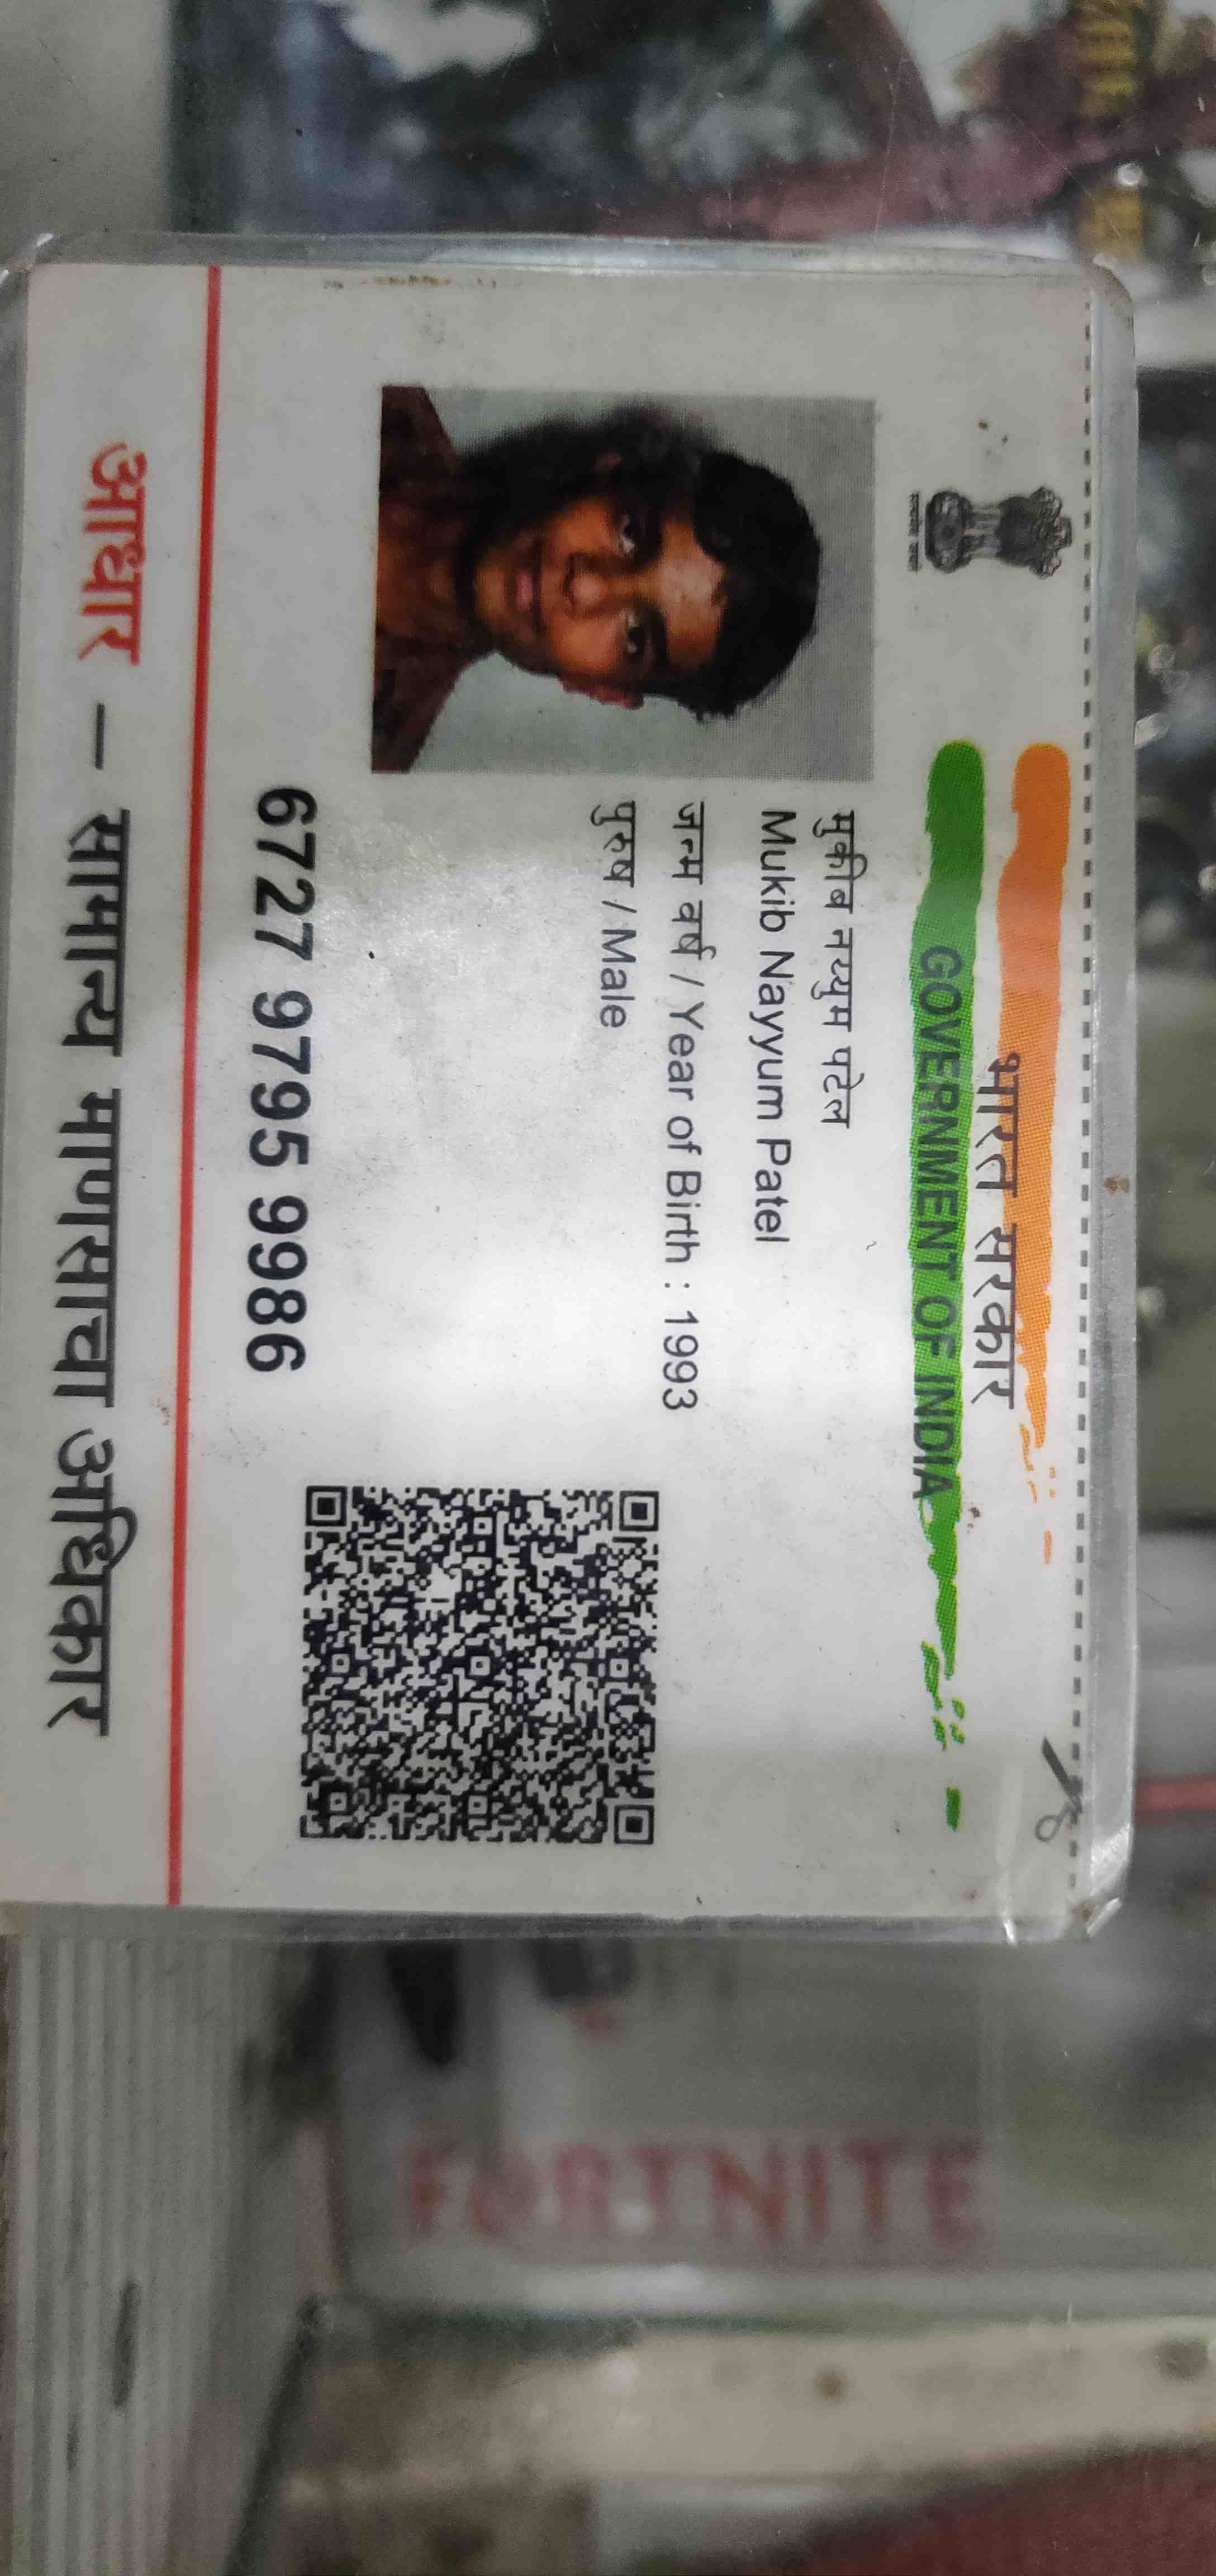 भारत सरकार
GOVERNMENT OF INDIA
मुकीब नय्युम पटेल
Mukib Nayyum Patel
जन्म वर्ष / Year of Birth : 1993
पुरुष / Male
6727 9795 9986
आधार – सामान्य माणसाचा अधिकार
FORTNITE